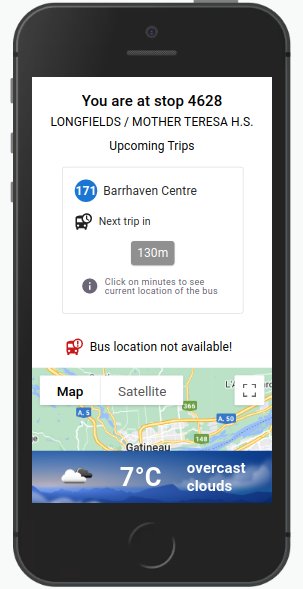 You are at stop 4628
LONGFIELDS / MOTHER TERESA H.S.
Upcoming Trips
171 Barrhaven Centre
Next trip in
130m
Click on minutes to see
current location of the bus
Bus location not available!
Map Satellite
366
A. 5
A. 50
148
Gatineau
7°C
overcast
clouds